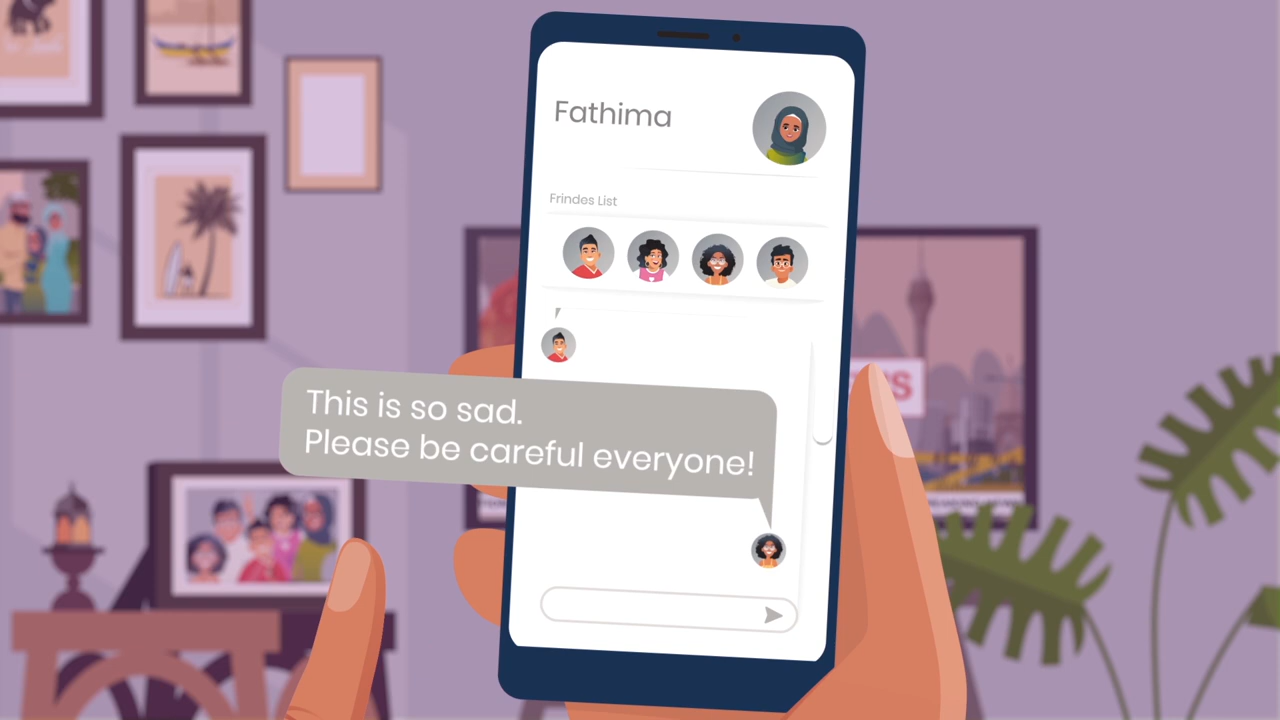 Fathima
Frindes List
This is so sad.
Please be careful everyone!